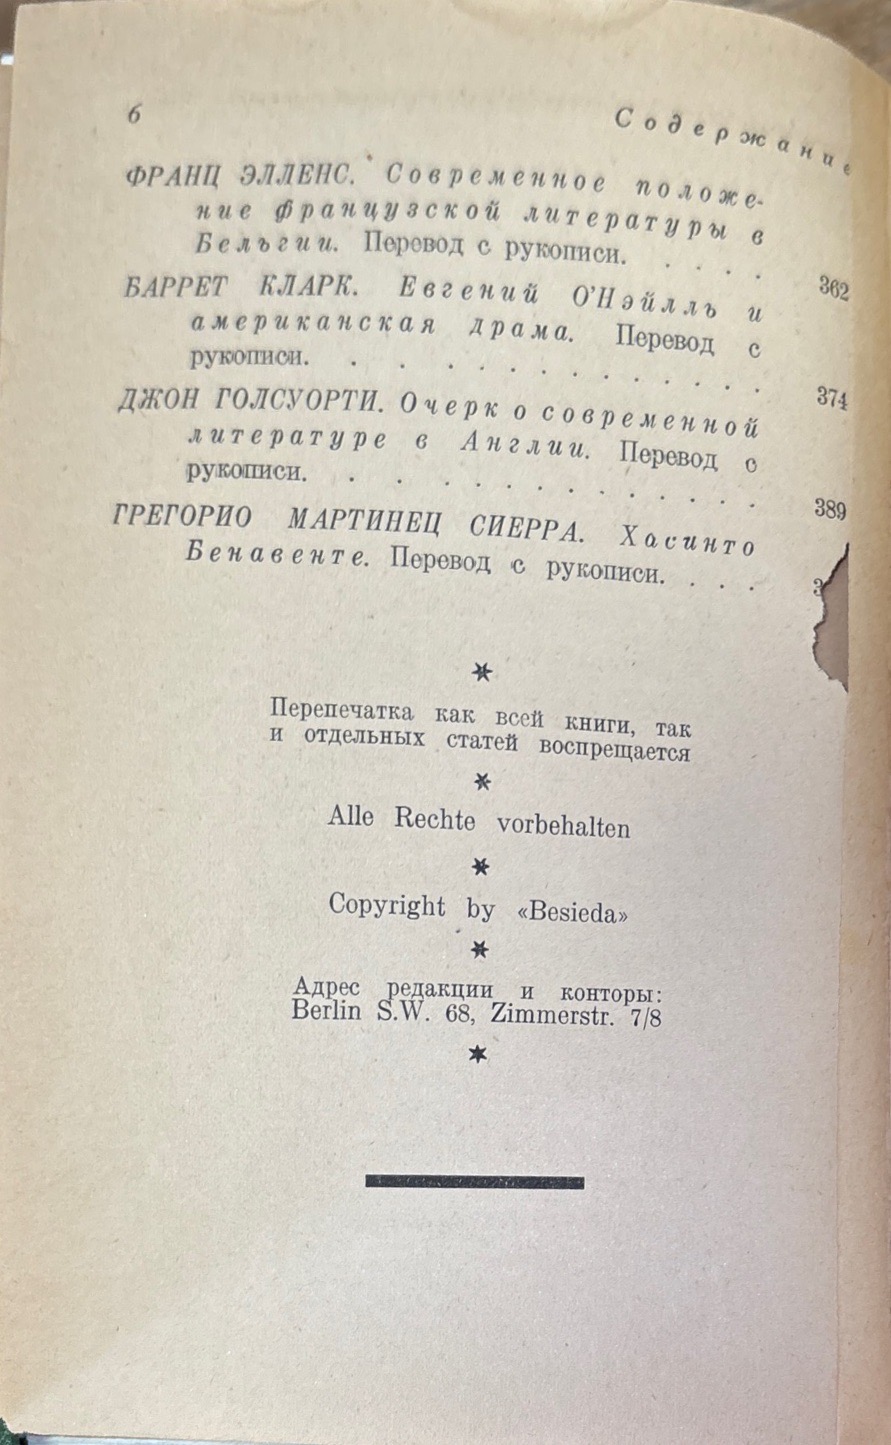 6 Содержание
ФРАНЦ ЭЛЛЕНС. Современное положе-
ние французской литературы в
Бельгии. Перевод с рукописи. . . . . 362
БАРРЕТ КЛАРК. Евгений О'Нэйлль и
американская драма. Перевод с
рукописи. . . . . . . . . . . . . 374
ДЖОН ГОЛСУОРТИ. Очерк о современной
литературе в Англии. Перевод с
рукописи. . . . . . . . . . . . . 389
ГРЕГОРИО МАРТИНЕЦ СИЕРРА. Хасинто
Бенавенте. Перевод с рукописи. . . .
*
Перепечатка как всей книги, так
и отдельных статей воспрещается
*
Alle Rechte vorbehalten
*
Copyright by «Besieda»
*
Адрес редакции и конторы:
Berlin S.W. 68, Zimmerstr. 7/8
*